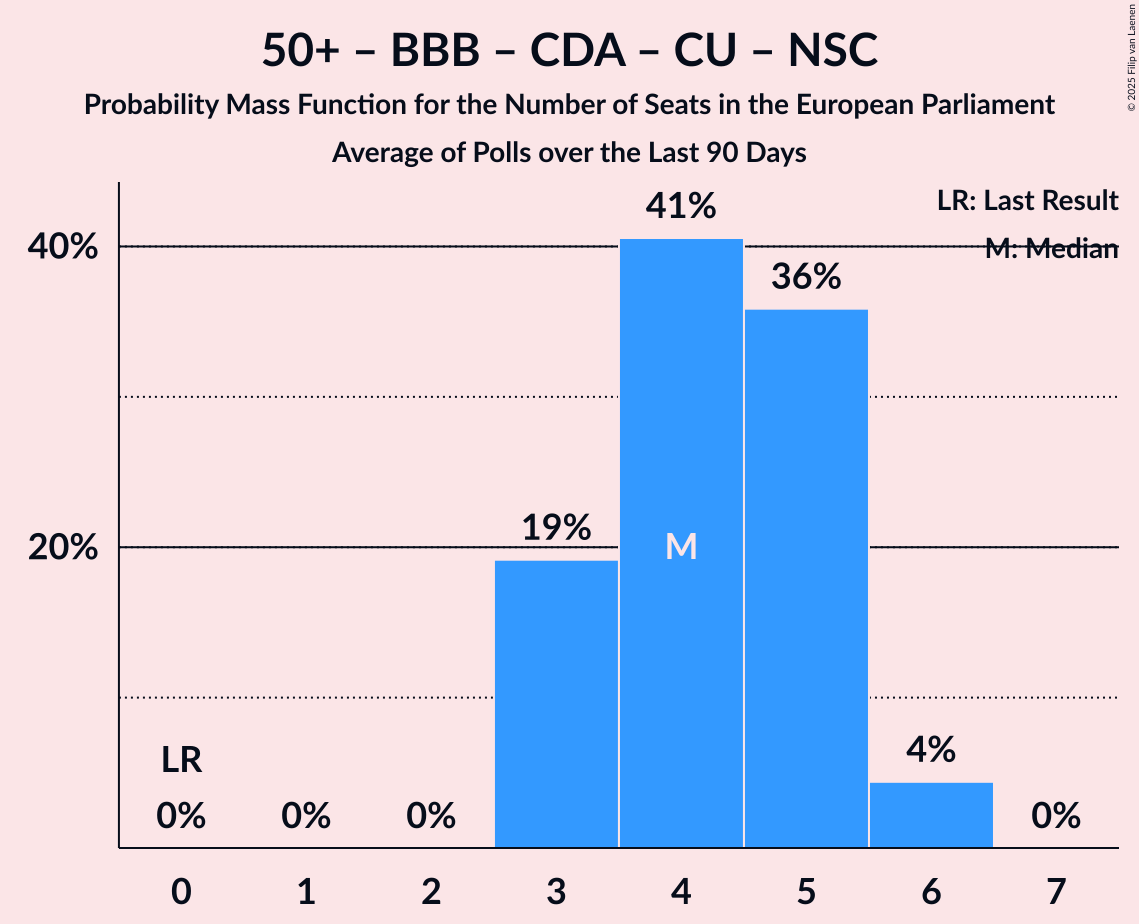 50+ – BBB – CDA – CU – NSC
Probability Mass Function for the Number of Seats in the European Parliament
Average of Polls over the Last 90 Days
© 2025 Filip van Laenen
LR: Last Result
M: Median
41%
40%
36%
19%
20%
M
LR
4%
0%
0%
0%
0%
0 1 2 3 4 5 6 7